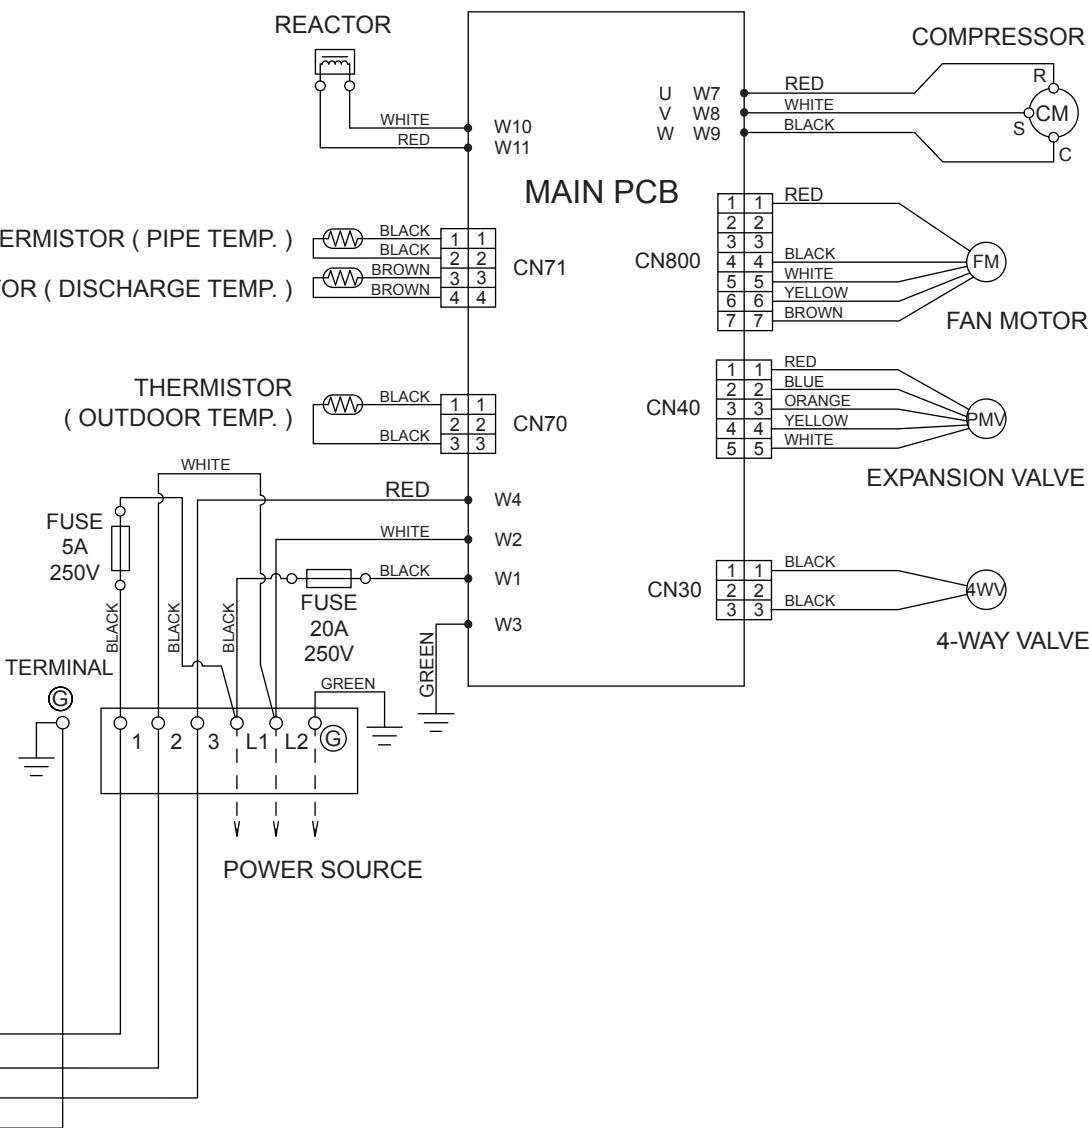 REACTOR
COMPRESSOR
WHITE
RED
W10
W11
U W7
V W8
W W9
RED
WHITE
BLACK
R
S
C
CM
MAIN PCB
ERMISTOR ( PIPE TEMP. )
TOR ( DISCHARGE TEMP. )
BLACK
BLACK
BROWN
BROWN
1 1
2 2
3 3
4 4
CN71
CN800
1 1
2 2
3 3
4 4
5 5
6 6
7 7
RED
BLACK
WHITE
YELLOW
BROWN
FM
FAN MOTOR
THERMISTOR
( OUTDOOR TEMP. )
BLACK
BLACK
1 1
2 2
3 3
CN70
CN40
1 1
2 2
3 3
4 4
5 5
RED
BLUE
ORANGE
YELLOW
WHITE
PMV
EXPANSION VALVE
WHITE
RED
W4
WHITE
W2
BLACK
W1
W3
FUSE
5A
250V
FUSE
20A
250V
BLACK
BLACK
BLACK
GREEN
GREEN
CN30
1 1
2 2
3 3
BLACK
BLACK
4WV
4-WAY VALVE
TERMINAL
G
1 2 3 L1 L2 G
POWER SOURCE